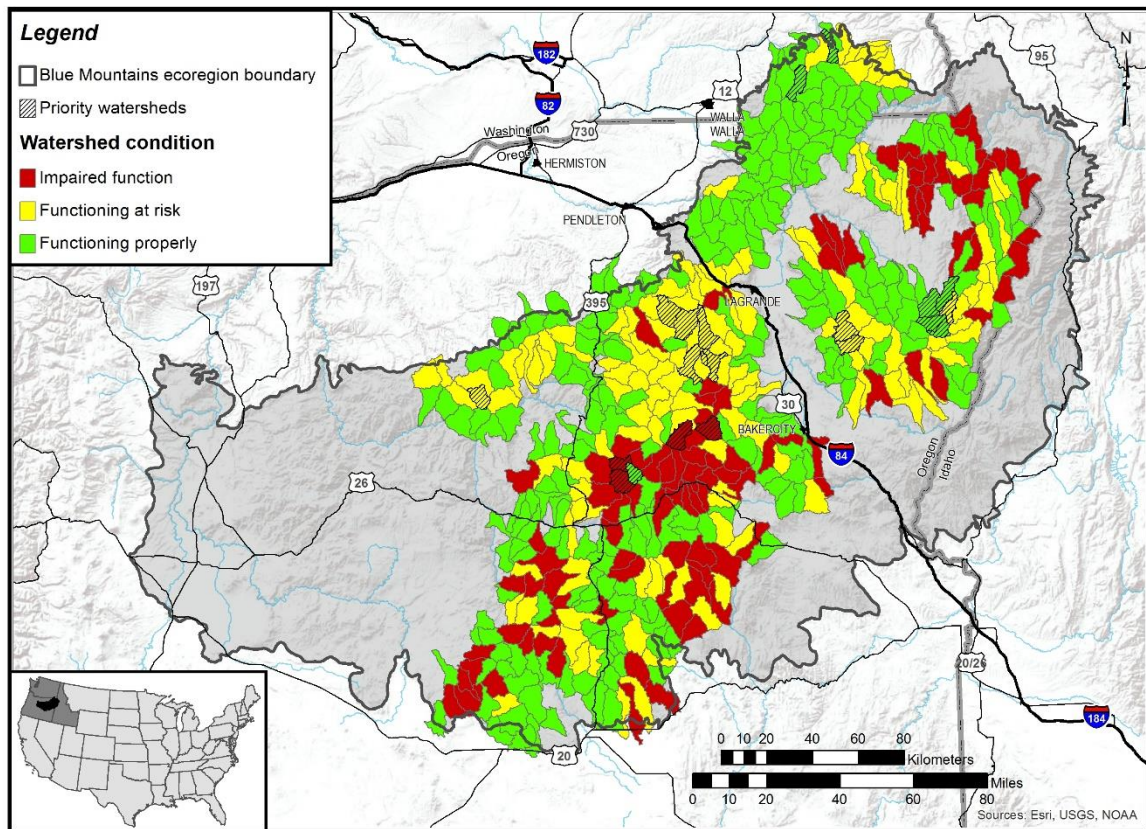 Legend
Blue Mountains ecoregion boundary
Priority watersheds
Watershed condition
Impaired function
Functioning at risk
Functioning properly
N
182
82
12
95
WALLA
WALLA
Washington
Oregon
730
HERMISTON
PENDLETON
197
395
LAGRANDE
30
BAKERCITY
84
Oregon
Idaho
26
20/26
184
20
0 10 20 40 60 80
Kilometers
Miles
0 10 20 40 60 80
Sources: Esri, USGS, NOAA